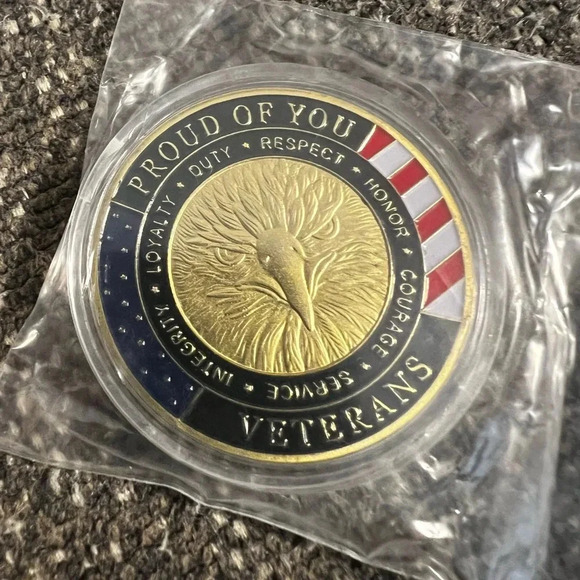 PROUD OF YOU
VETERANS
LOYALTY * DUTY * RESPECT * HONOR * COURAGE * SERVICE * INTEGRITY *